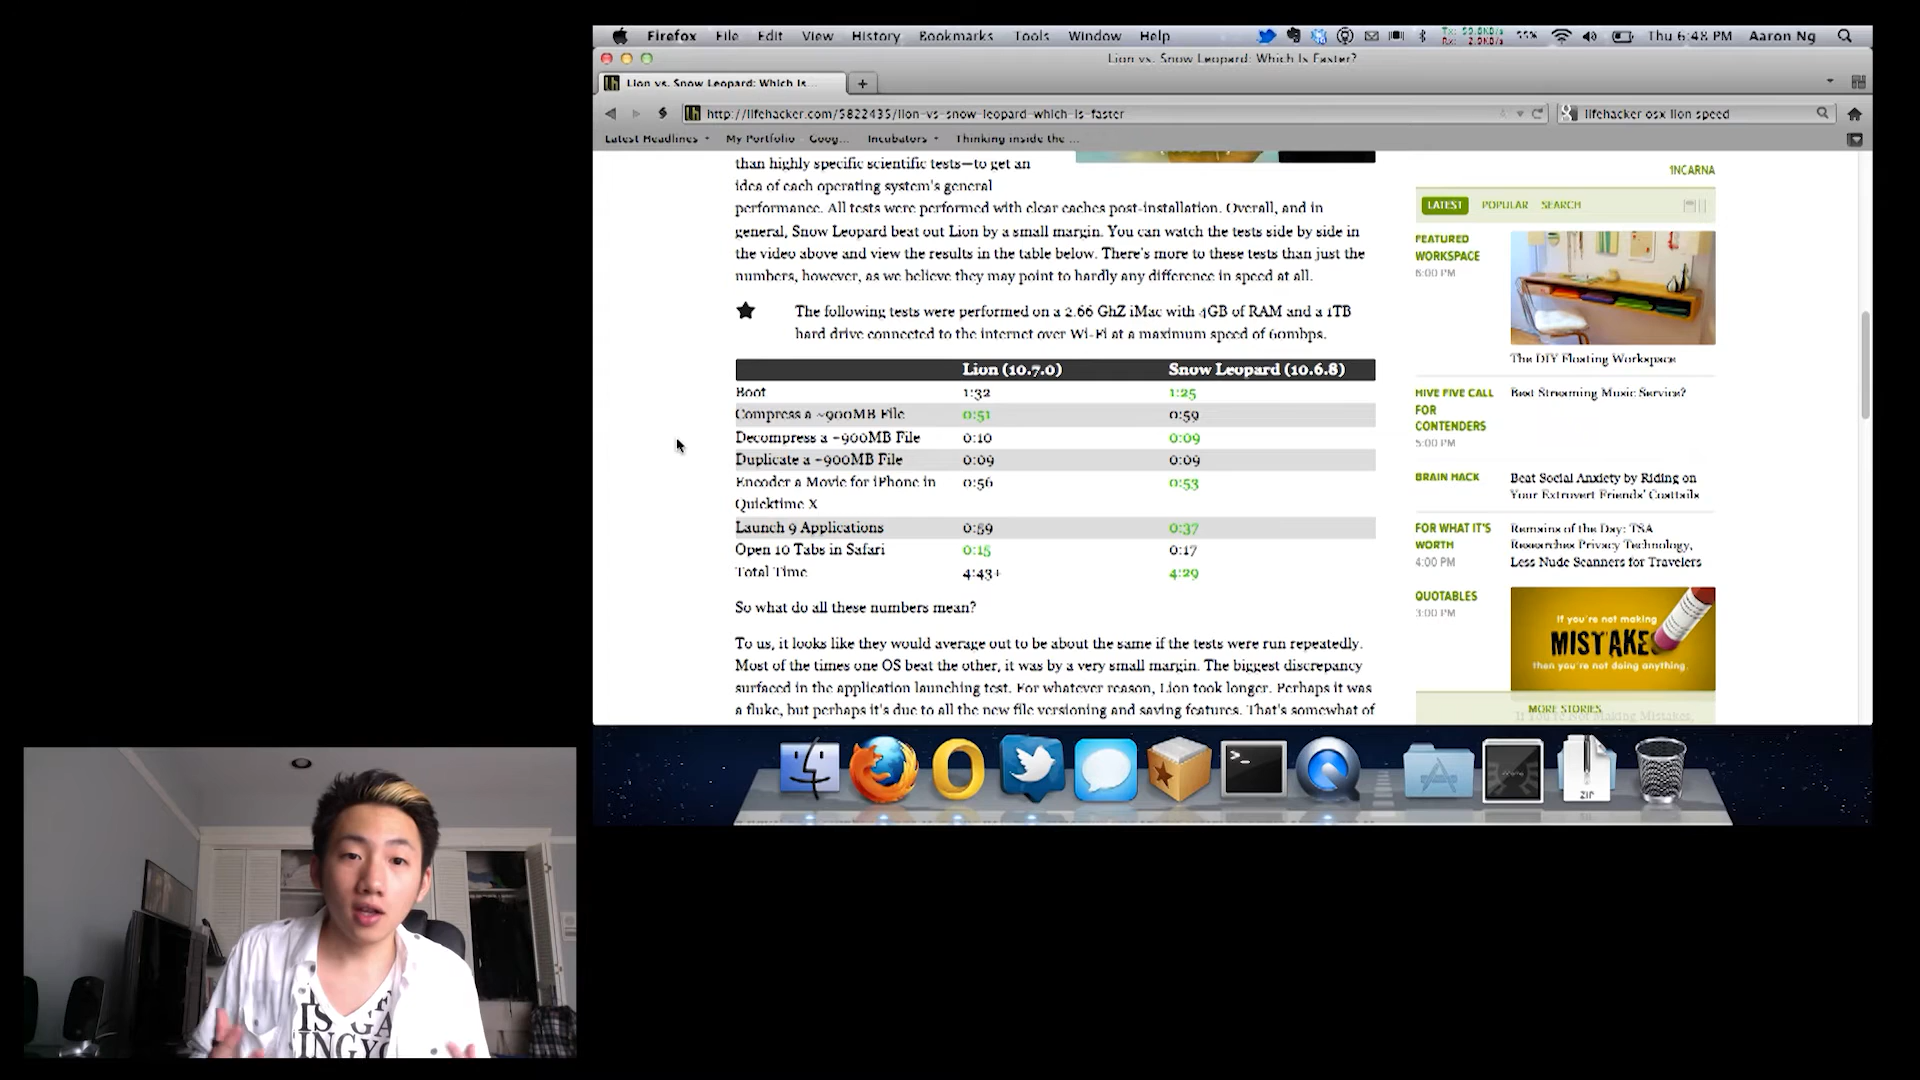 Firefox File Edit View History Bookmarks Tools Window Help
Thu 6:48 PM Aaron Ng
Lion vs. Snow Leopard: Which Is Faster?
Lion vs. Snow Leopard: Which Is...
http://lifehacker.com/5822435/lion-vs-snow-leopard-which-is-faster
lifehacker osx lion speed
Latest Headlines My Portfolio Goog... Incubators Thinking inside the ...
than highly specific scientific tests—to get an
idea of each operating system's general
performance. All tests were performed with clear caches post-installation. Overall, and in
general, Snow Leopard beat out Lion by a small margin. You can watch the tests side by side in
the video above and view the results in the table below. There's more to these tests than just the
numbers, however, as we believe they may point to hardly any difference in speed at all.
The following tests were performed on a 2.66 GhZ iMac with 4GB of RAM and a 1TB
hard drive connected to the internet over Wi-Fi at a maximum speed of 60mbps.
Lion (10.7.0) Snow Leopard (10.6.8)
Boot 1:32 1:25
Compress a ~900MB File 0:51 0:59
Decompress a ~900MB File 0:10 0:09
Duplicate a ~900MB File 0:09 0:09
Encoder a Movie for iPhone in 0:56 0:53
Quicktime X
Launch 9 Applications 0:59 0:37
Open 10 Tabs in Safari 0:15 0:17
Total Time 4:43+ 4:29
So what do all these numbers mean?
To us, it looks like they would average out to be about the same if the tests were run repeatedly.
Most of the times one OS beat the other, it was by a very small margin. The biggest discrepancy
surfaced in the application launching test. For whatever reason, Lion took longer. Perhaps it was
a fluke, but perhaps it's due to all the new file versioning and saving features. That's somewhat of
1NCARNA
LATEST POPULAR SEARCH
FEATURED
WORKSPACE
6:00 PM
The DIY Floating Workspace
HIVE FIVE CALL
FOR
CONTENDERS
5:00 PM
Best Streaming Music Service?
BRAIN HACK
Beat Social Anxiety by Riding on
Your Extrovert Friends' Coattails
FOR WHAT IT'S
WORTH
4:00 PM
Remains of the Day: TSA
Researches Privacy Technology,
Less Nude Scanners for Travelers
QUOTABLES
3:00 PM
If you're not making
MISTAKES
then you're not doing anything.
MORE STORIES
If You're Not Making Mistakes,
ZIP